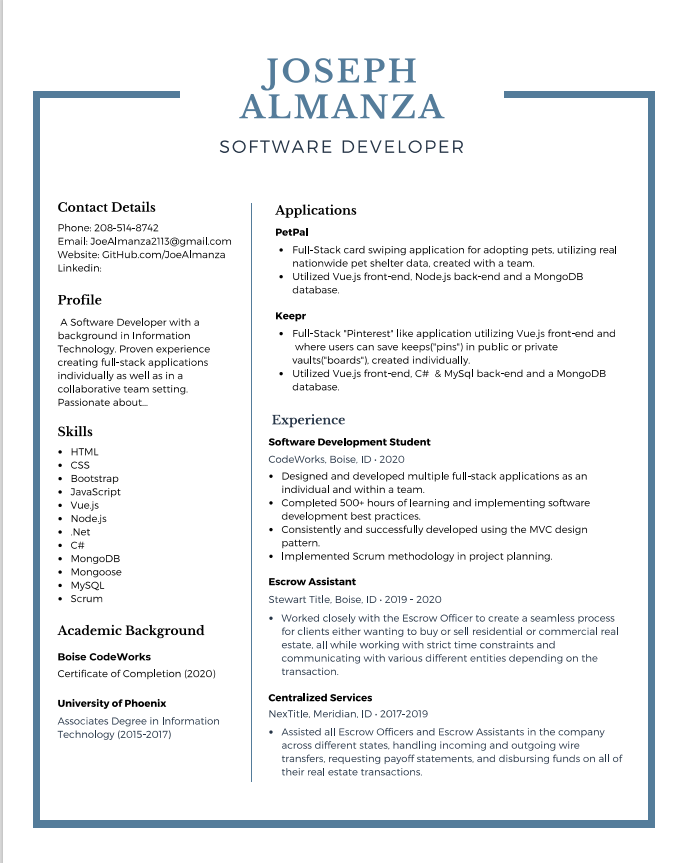 JOSEPH
ALMANZA
SOFTWARE DEVELOPER
Contact Details
Phone: 208-514-8742
Email: JoeAlmanza2113@gmail.com
Website: GitHub.com/JoeAlmanza
Linkedin:
Profile
A Software Developer with a
background in Information
Technology. Proven experience
creating full-stack applications
individually as well as in a
collaborative team setting.
Passionate about...
Skills
• HTML
• CSS
• Bootstrap
• JavaScript
• Vue.js
• Node.js
• .Net
• C#
• MongoDB
• Mongoose
• MySQL
• Scrum
Academic Background
Boise CodeWorks
Certificate of Completion (2020)
University of Phoenix
Associates Degree in Information
Technology (2015-2017)
Applications
PetPal
• Full-Stack card swiping application for adopting pets, utilizing real
nationwide pet shelter data, created with a team.
• Utilized Vue.js front-end, Node.js back-end and a MongoDB
database.
Keepr
• Full-Stack "Pinterest" like application utilizing Vue.js front-end and
where users can save keeps("pins") in public or private
vaults("boards"), created individually.
• Utilized Vue.js front-end, C# & MySql back-end and a MongoDB
database.
Experience
Software Development Student
CodeWorks, Boise, ID • 2020
• Designed and developed multiple full-stack applications as an
individual and within a team.
• Completed 500+ hours of learning and implementing software
development best practices.
• Consistently and successfully developed using the MVC design
pattern.
• Implemented Scrum methodology in project planning.
Escrow Assistant
Stewart Title, Boise, ID • 2019 - 2020
• Worked closely with the Escrow Officer to create a seamless process
for clients either wanting to buy or sell residential or commercial real
estate, all while working with strict time constraints and
communicating with various different entities depending on the
transaction.
Centralized Services
NexTitle, Meridian, ID • 2017-2019
• Assisted all Escrow Officers and Escrow Assistants in the company
across different states, handling incoming and outgoing wire
transfers, requesting payoff statements, and disbursing funds on all of
their real estate transactions.